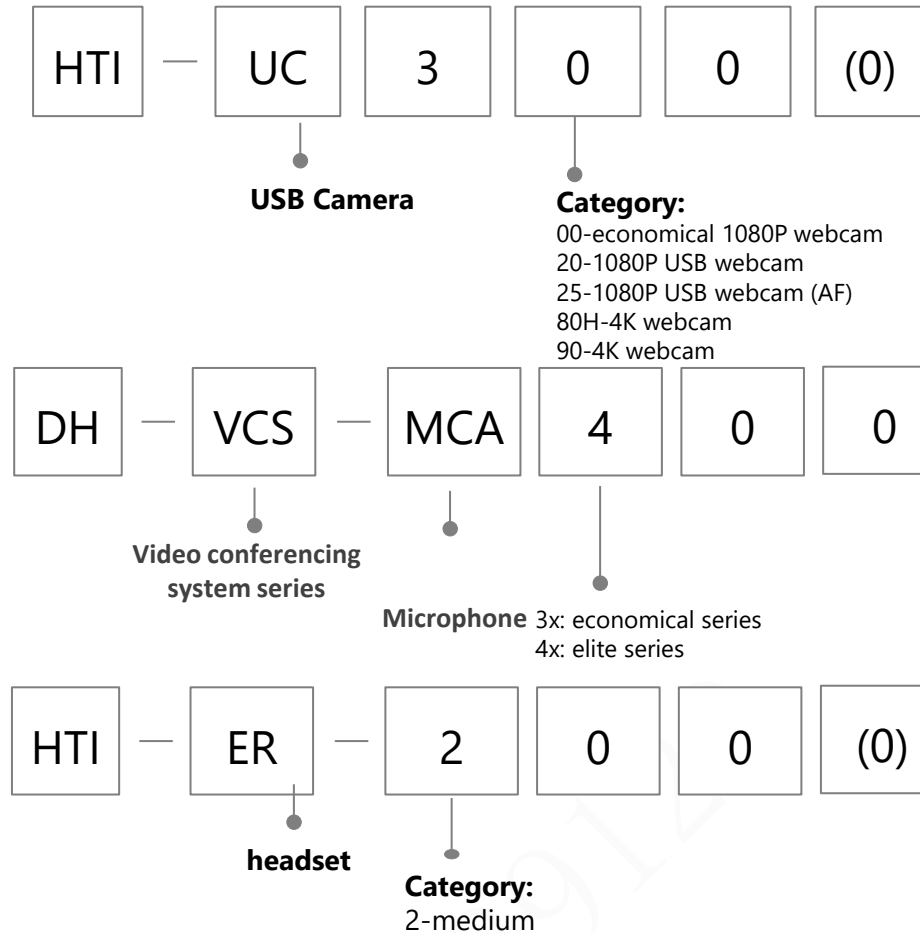 HTI — UC 3 0 0 (0)
USB Camera
Category:
00-economical 1080P webcam
20-1080P USB webcam
25-1080P USB webcam (AF)
80H-4K webcam
90-4K webcam
DH — VCS — MCA 4 0 0
Video conferencing
system series
Microphone
3x: economical series
4x: elite series
HTI — ER — 2 0 0 (0)
headset
Category:
2-medium